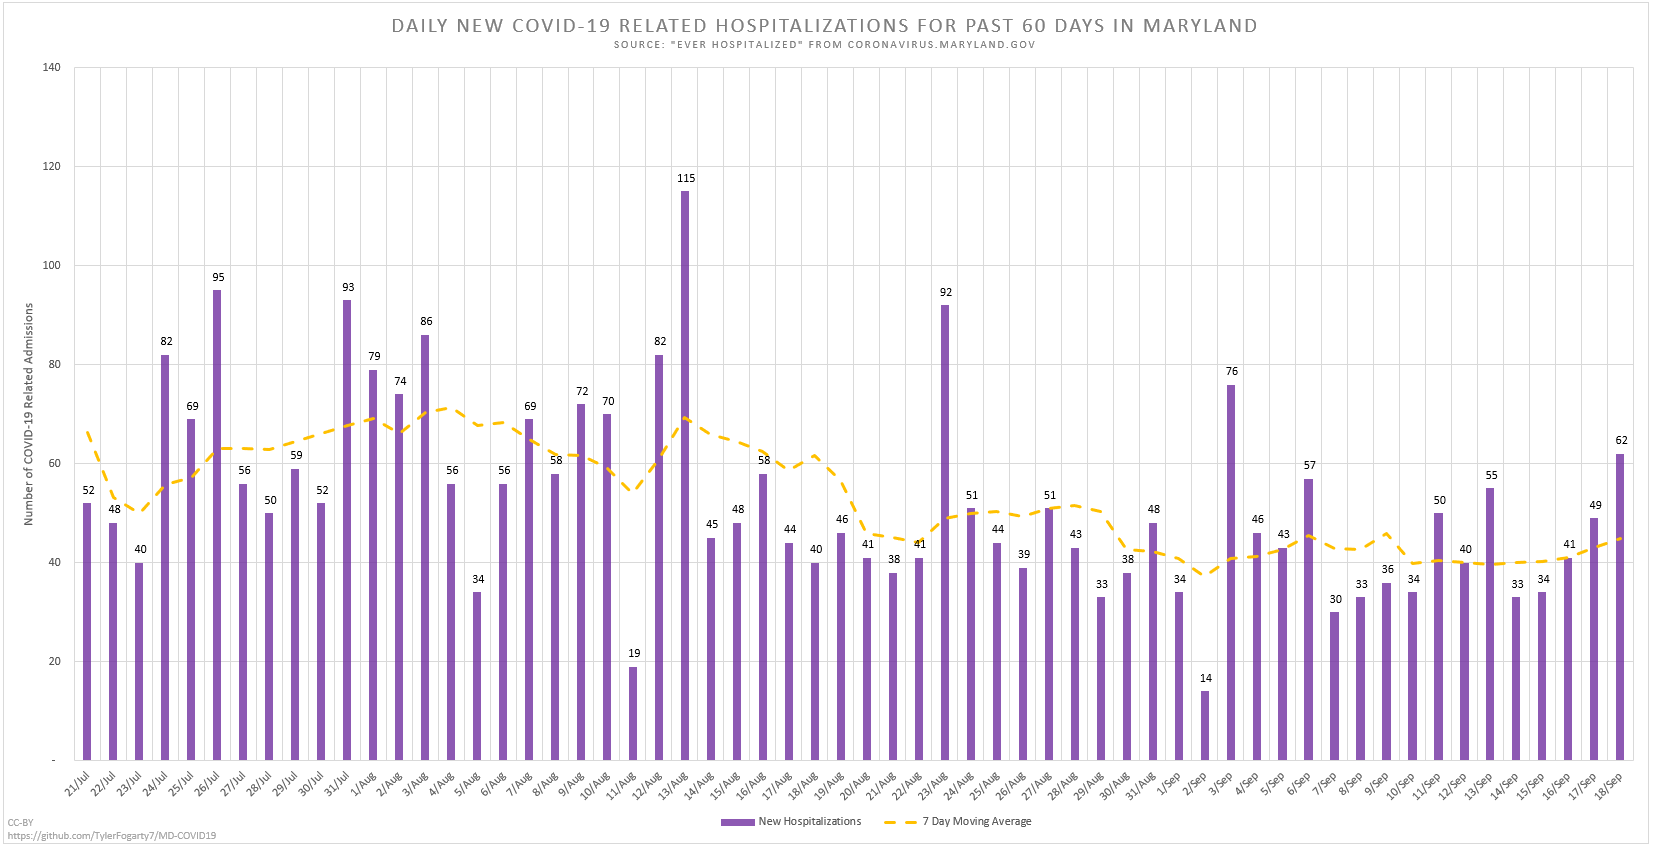 DAILY NEW COVID-19 RELATED HOSPITALIZATIONS FOR PAST 60 DAYS IN MARYLAND
SOURCE: "EVER HOSPITALIZED" FROM CORONAVIRUS.MARYLAND.GOV
Number of COVID-19 Related Admissions
140
120
100
80
60
40
20
-
52 48 40 82 69 95 56 50 59 52 93 79 74 86 56 34 56 69 58 72 70 19 82 115 45 48 58 44 40 46 41 38 41 92 51 44 39 51 43 33 38 48 34 14 76 46 43 57 30 33 36 34 50 40 55 33 34 41 49 62
21/Jul 22/Jul 23/Jul 24/Jul 25/Jul 26/Jul 27/Jul 28/Jul 29/Jul 30/Jul 31/Jul 1/Aug 2/Aug 3/Aug 4/Aug 5/Aug 6/Aug 7/Aug 8/Aug 9/Aug 10/Aug 11/Aug 12/Aug 13/Aug 14/Aug 15/Aug 16/Aug 17/Aug 18/Aug 19/Aug 20/Aug 21/Aug 22/Aug 23/Aug 24/Aug 25/Aug 26/Aug 27/Aug 28/Aug 29/Aug 30/Aug 31/Aug 1/Sep 2/Sep 3/Sep 4/Sep 5/Sep 6/Sep 7/Sep 8/Sep 9/Sep 10/Sep 11/Sep 12/Sep 13/Sep 14/Sep 15/Sep 16/Sep 17/Sep 18/Sep
New Hospitalizations 7 Day Moving Average
CC-BY
https://github.com/TylerFogarty7/MD-COVID19